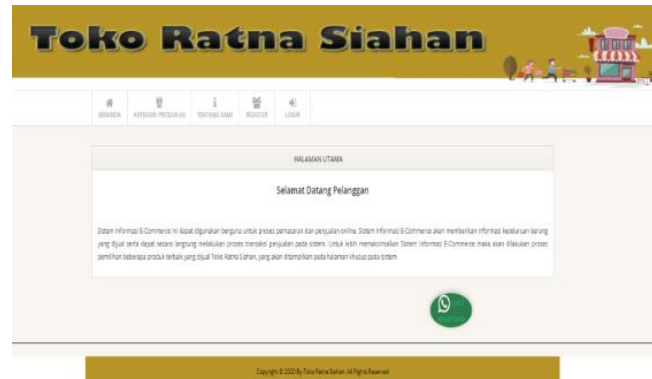 Toko Ratna Siahan
BERANDA KATEGORI PRODUK (V) TENTANG KAMI REGISTER LOGIN
HALAMAN UTAMA
Selamat Datang Pelanggan
Sistem Informasi E-Commerce ini dapat digunakan berguna untuk proses pemasaran dan penjualan online. Sistem Informasi E-Commerce akan memberikan informasi keseluruan barang
yang dijual serta dapat secara langsung melakukan proses transaksi penjualan pada sistem. Untuk lebih memaksimalkan Sistem Informasi E-Commerce maka akan dilakukan proses
pemilihan beberapa produk terbaik yang dijual Toko Ratna Siahan, yang akan ditampilkan pada halaman khusus pada sistem
Copyright © 2020 By-Toko Ratna Siahan. All Rights Reserved